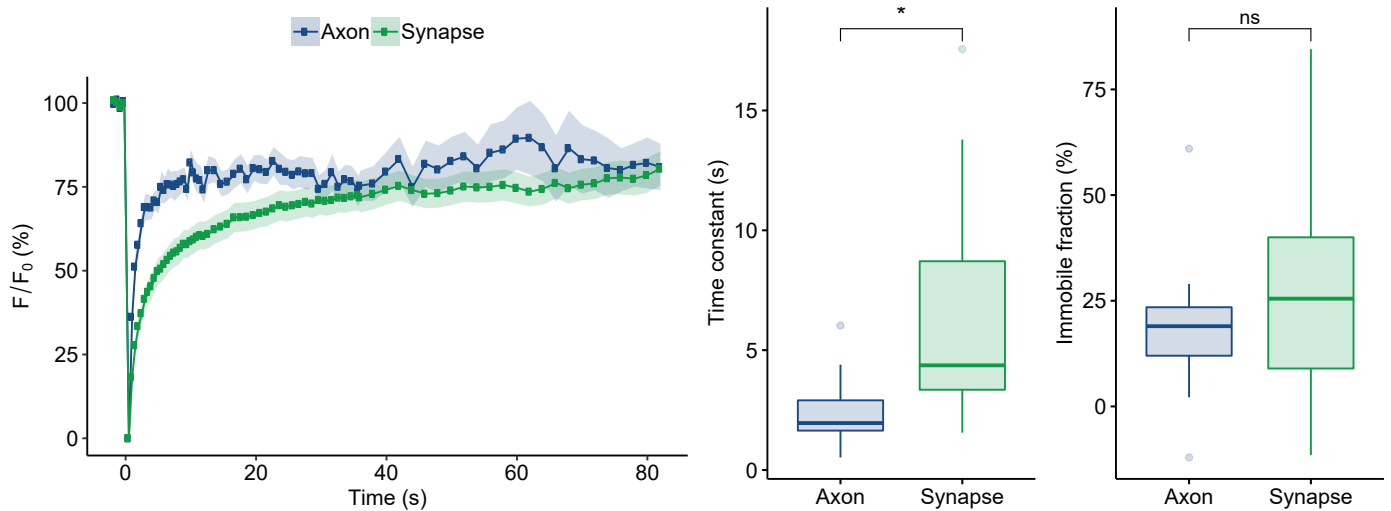 Axon Synapse
F / F₀ (%)
100
75
50
25
0
0 20 40 60 80
Time (s)
*
Time constant (s)
15
10
5
0
Axon Synapse
ns
Immobile fraction (%)
75
50
25
0
Axon Synapse